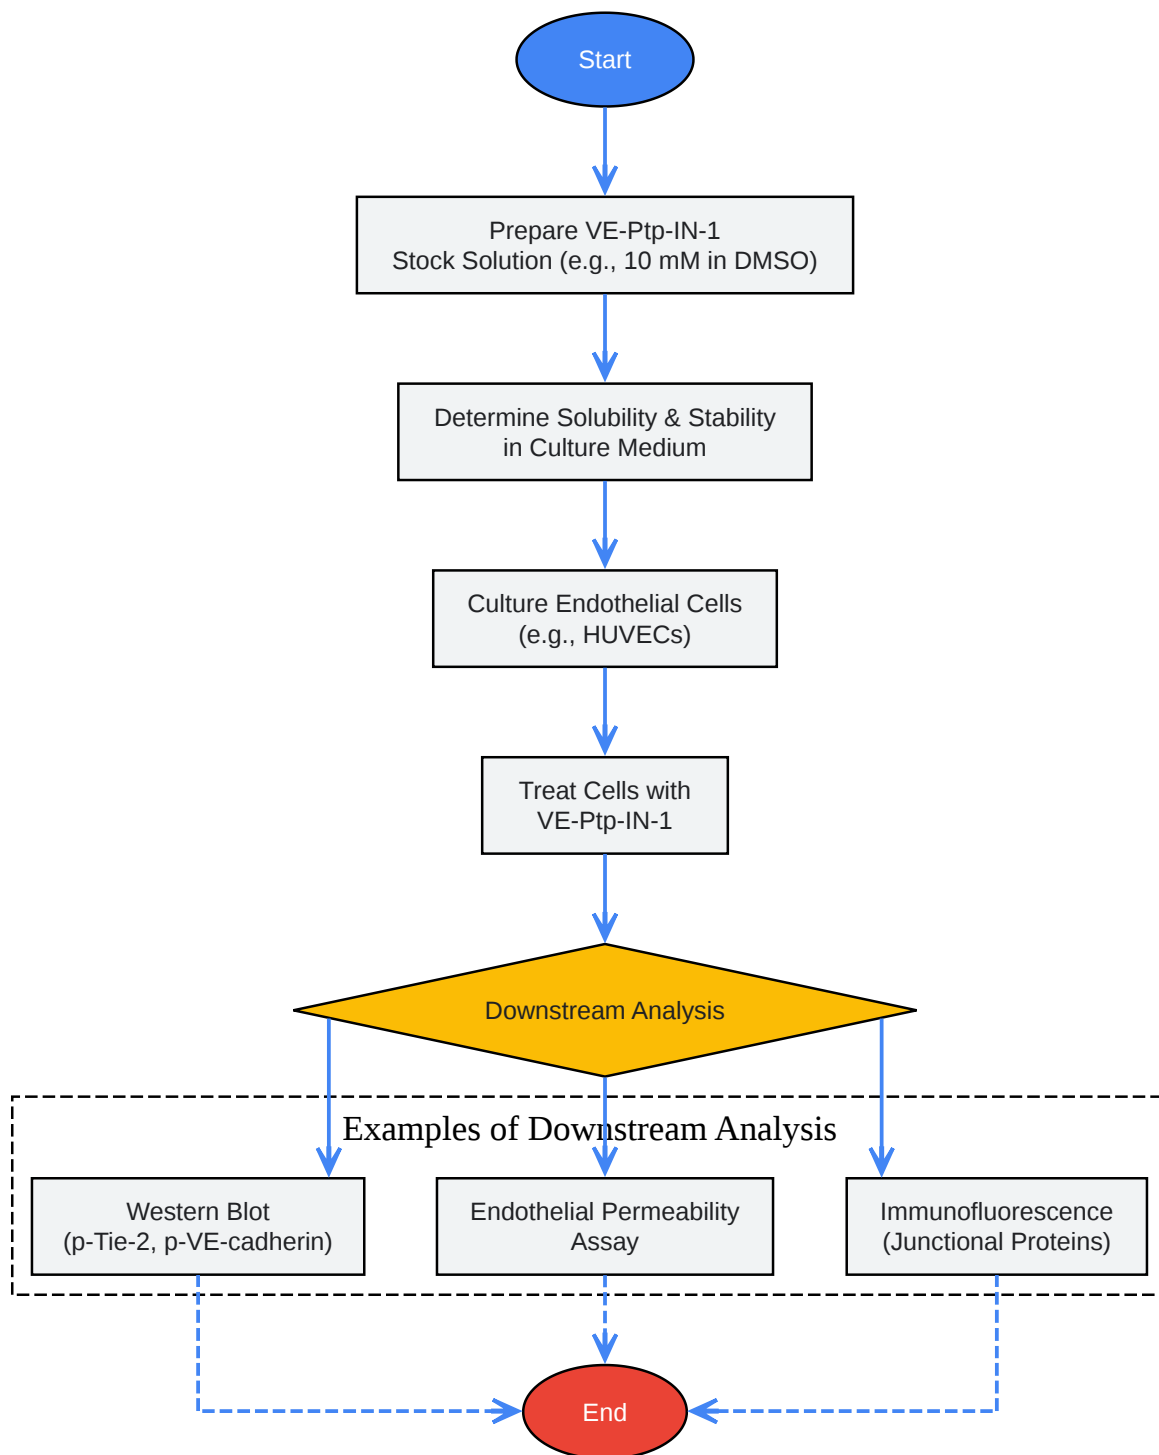 Start
Prepare VE-Ptp-IN-1
Stock Solution (e.g., 10 mM in DMSO)
Determine Solubility & Stability
in Culture Medium
Culture Endothelial Cells
(e.g., HUVECs)
Treat Cells with
VE-Ptp-IN-1
Downstream Analysis
Examples of Downstream Analysis
Western Blot
(p-Tie-2, p-VE-cadherin)
Endothelial Permeability
Assay
Immunofluorescence
(Junctional Proteins)
End